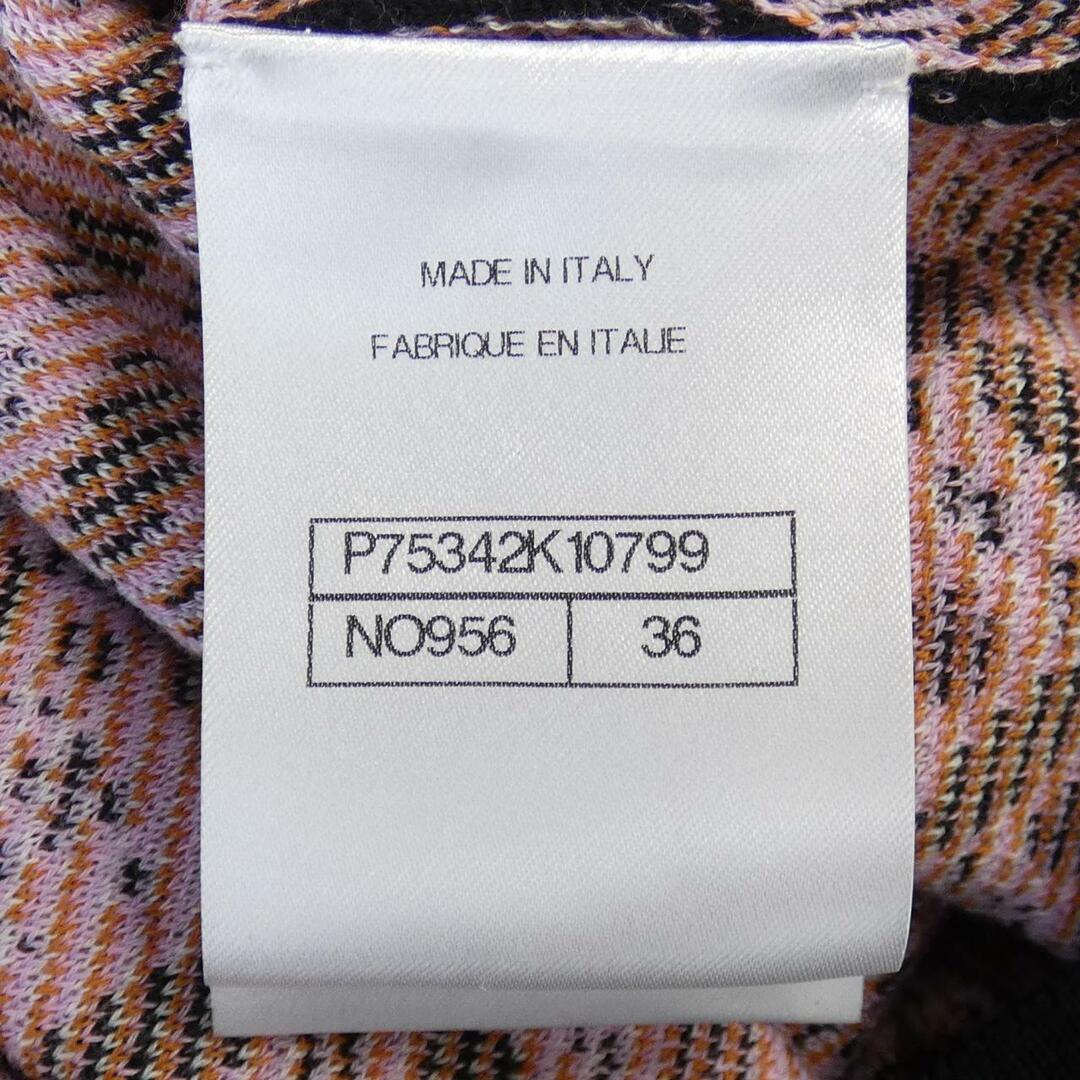 MADE IN ITALY
FABRIQUE EN ITALIE
P75342K10799
NO956 36